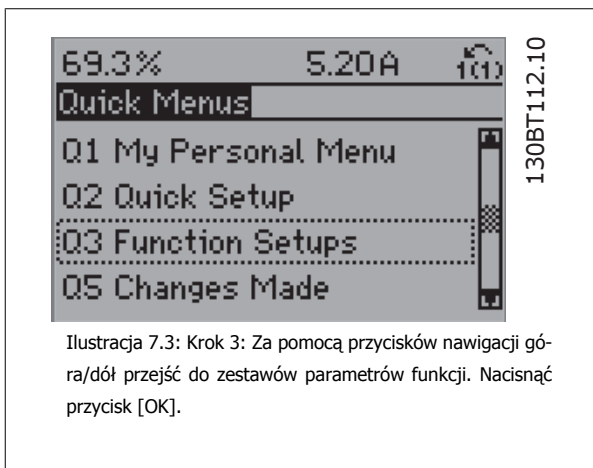 69.3% 5.20A 1(1)
Quick Menus
Q1 My Personal Menu
Q2 Quick Setup
Q3 Function Setups
Q5 Changes Made
130BT112.10
Ilustracja 7.3: Krok 3: Za pomocą przycisków nawigacji gó-
ra/dół przejść do zestawów parametrów funkcji. Nacisnąć
przycisk [OK].